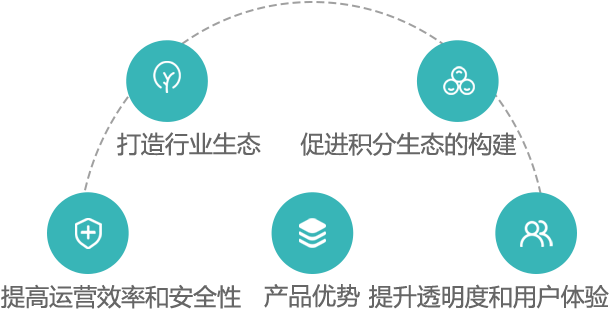 打造行业生态
促进积分生态的构建
提高运营效率和安全性
产品优势
提升透明度和用户体验